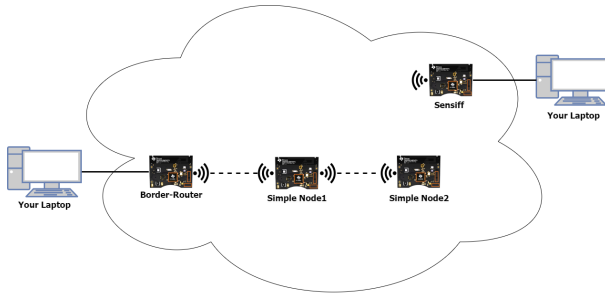 Sensiff
Your Laptop
Border-Router
Simple Node1
Simple Node2
Your Laptop